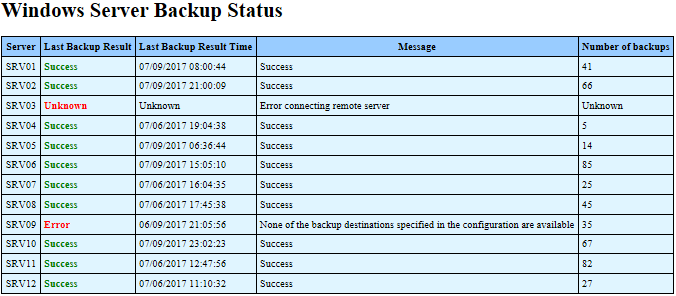 Windows Server Backup Status
Server Last Backup Result Last Backup Result Time Message Number of backups
SRV01 Success 07/09/2017 08:00:44 Success 41
SRV02 Success 07/09/2017 21:00:09 Success 66
SRV03 Unknown Unknown Error connecting remote server Unknown
SRV04 Success 07/06/2017 19:04:38 Success 5
SRV05 Success 07/09/2017 06:36:44 Success 14
SRV06 Success 07/09/2017 15:05:10 Success 85
SRV07 Success 07/06/2017 16:04:35 Success 25
SRV08 Success 07/06/2017 17:45:38 Success 45
SRV09 Error 06/09/2017 21:05:56 None of the backup destinations specified in the configuration are available 35
SRV10 Success 07/09/2017 23:02:23 Success 67
SRV11 Success 07/06/2017 12:47:56 Success 82
SRV12 Success 07/06/2017 11:10:32 Success 27